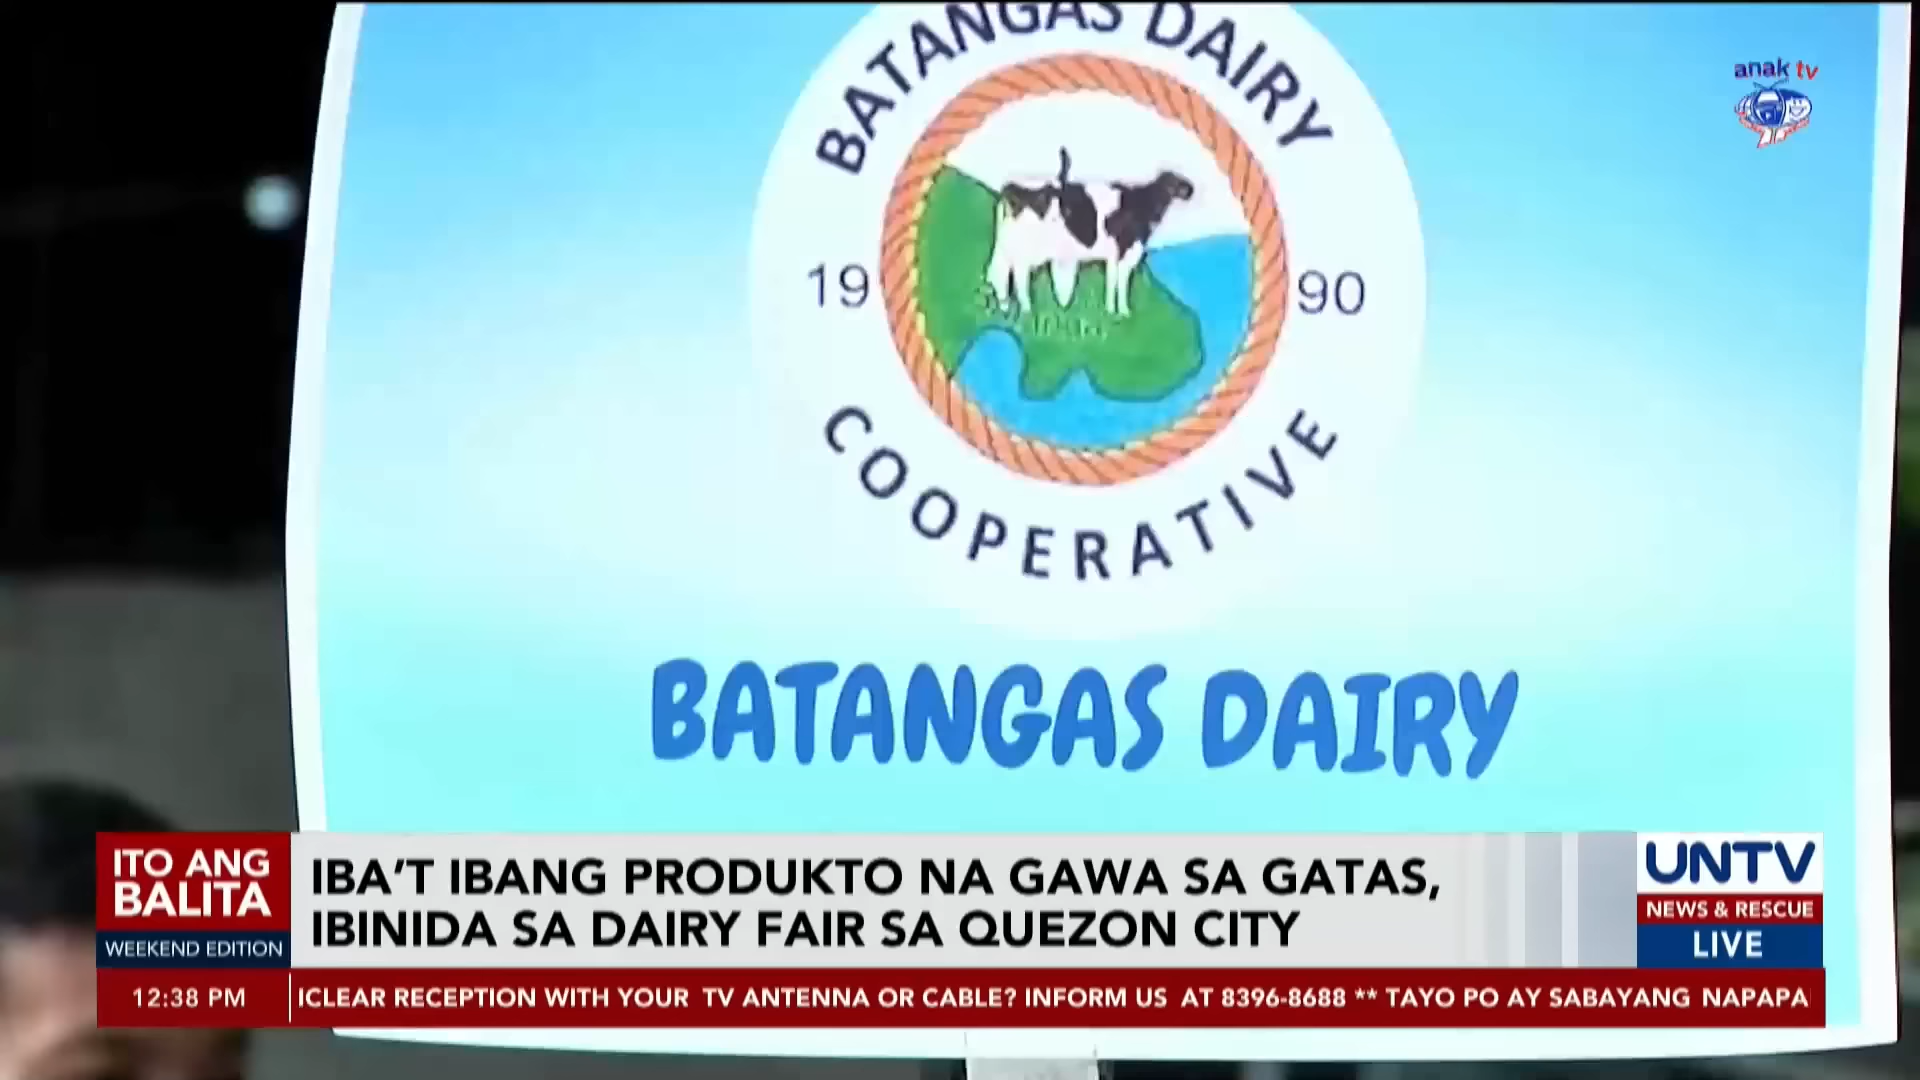 BATANGAS DAIRY
anak tv
19 90
COOPERATIVE
BATANGAS DAIRY
ITO ANG
BALITA
WEEKEND EDITION
IBA'T IBANG PRODUKTO NA GAWA SA GATAS,
IBINIDA SA DAIRY FAIR SA QUEZON CITY
UNTV
NEWS & RESCUE
LIVE
12:38 PM
ICLEAR RECEPTION WITH YOUR TV ANTENNA OR CABLE? INFORM US AT 8396-8688 ** TAYO PO AY SABAYANG NAPAPA